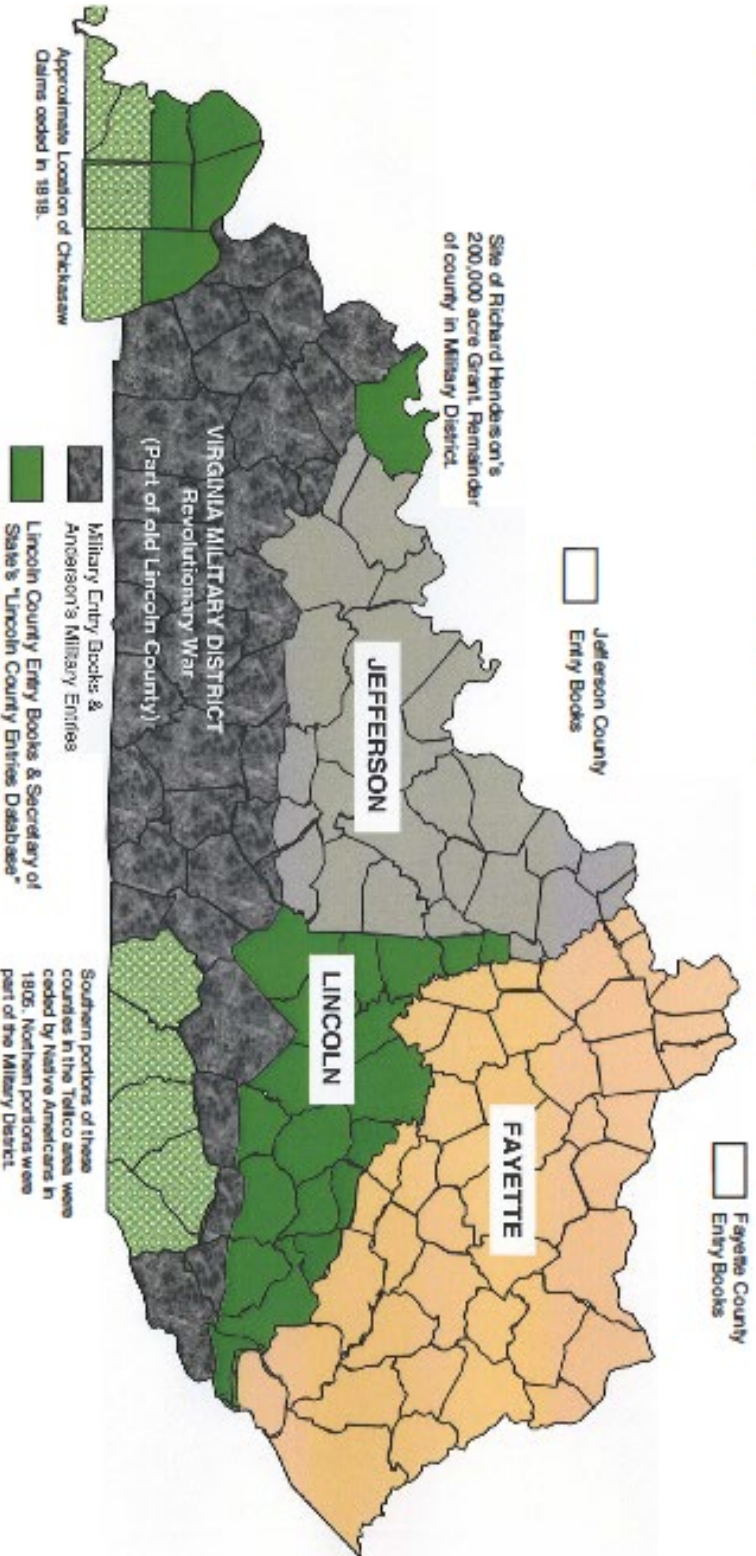 Jefferson County
Entry Books
Fayette County
Entry Books
Site of Richard Henderson's
200,000 acre Grant. Remainder
of county in Military District.
FAYETTE
JEFFERSON
LINCOLN
VIRGINIA MILITARY DISTRICT
Revolutionary War
(Part of old Lincoln County)
Approximate Location of Chickasaw
Claims ceded in 1818.
Military Entry Books &
Anderson's Military Entries
Lincoln County Entry Books & Secretary of
State's "Lincoln County Entries Database"
Southern portions of these
counties in the Tellico area were
ceded by Native Americans in
1805. Northern portions were
part of the Military District.